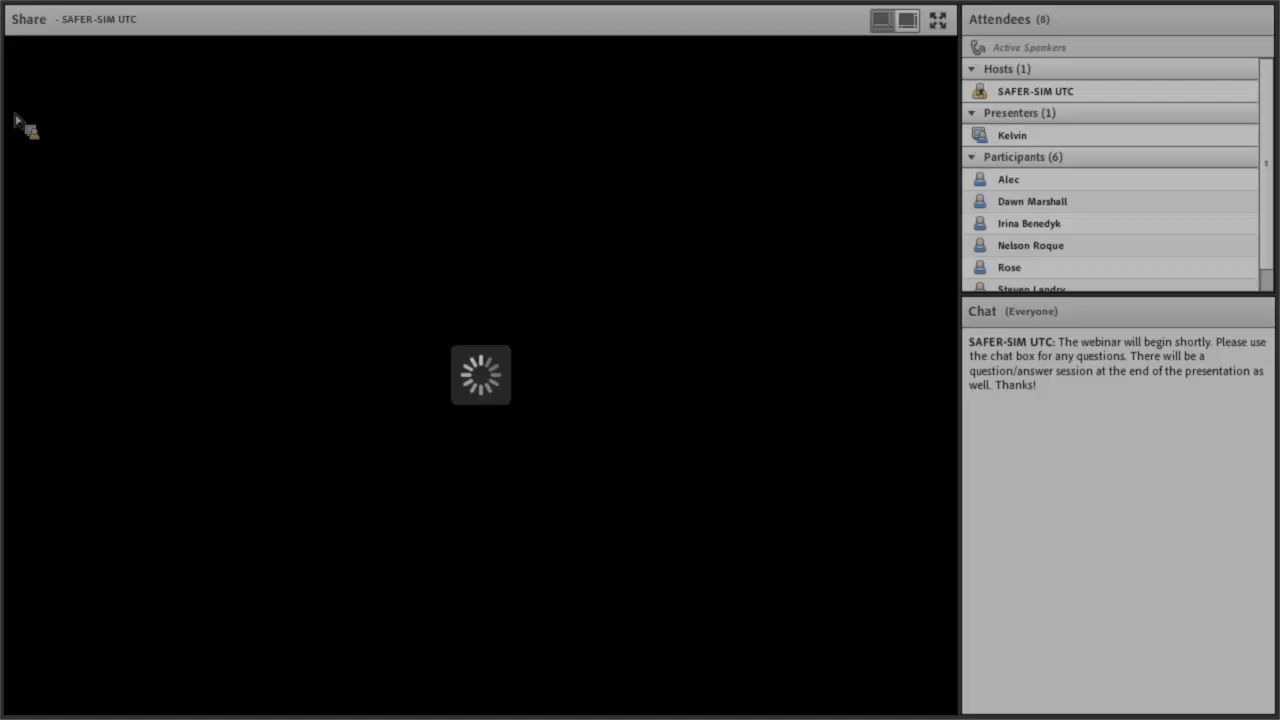 Share - SAFER-SIM UTC
Attendees (8)
Active Speakers
Hosts (1)
SAFER-SIM UTC
Presenters (1)
Kelvin
Participants (6)
Alec
Dawn Marshall
Irina Benedyk
Nelson Roque
Rose
Steven Landry
Chat (Everyone)
SAFER-SIM UTC: The webinar will begin shortly. Please use
the chat box for any questions. There will be a
question/answer session at the end of the presentation as
well. Thanks!